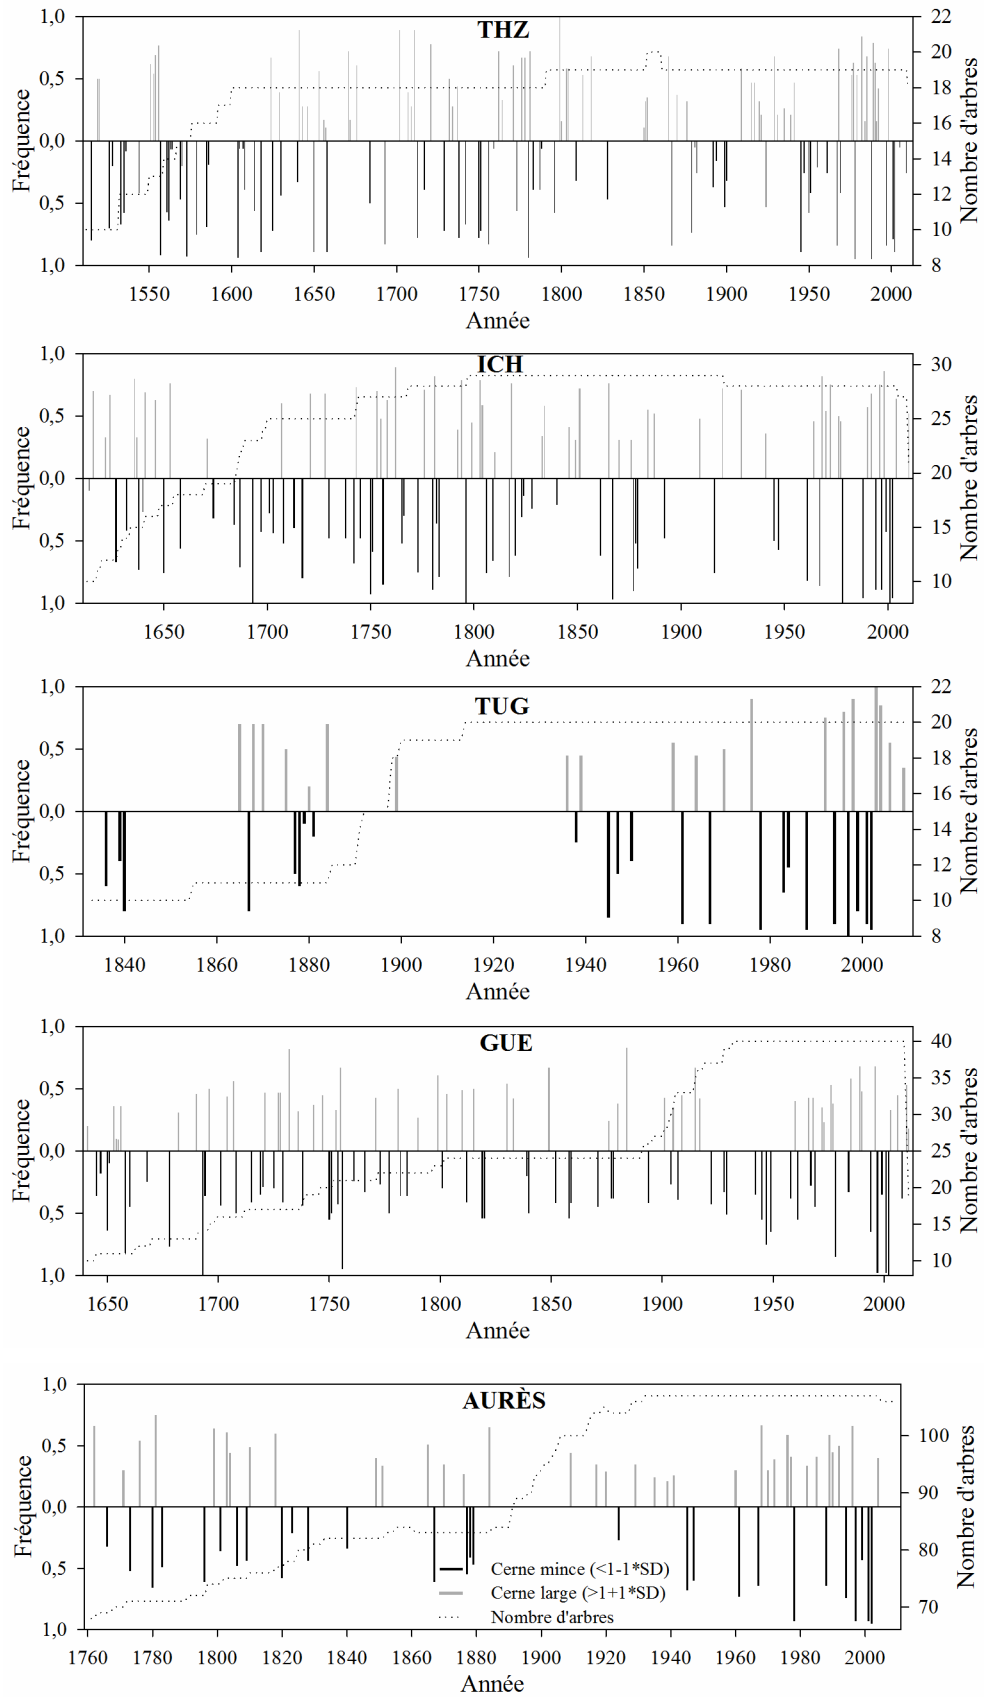 THZ
1,0
0,5
0,0
0,5
1,0
Fréquence
22
20
18
16
14
12
10
8
Nombre d'arbres
1550 1600 1650 1700 1750 1800 1850 1900 1950 2000
Année
ICH
1,0
0,5
0,0
0,5
1,0
Fréquence
30
25
20
15
10
Nombre d'arbres
1650 1700 1750 1800 1850 1900 1950 2000
Année
TUG
1,0
0,5
0,0
0,5
1,0
Fréquence
22
20
18
16
14
12
10
8
Nombre d'arbres
1840 1860 1880 1900 1920 1940 1960 1980 2000
Année
GUE
1,0
0,5
0,0
0,5
1,0
Fréquence
40
35
30
25
20
15
10
Nombre d'arbres
1650 1700 1750 1800 1850 1900 1950 2000
Année
AURÈS
1,0
0,5
0,0
0,5
1,0
Fréquence
100
90
80
70
Nombre d'arbres
Cerne mince (<1-1*SD)
Cerne large (>1+1*SD)
Nombre d'arbres
1760 1780 1800 1820 1840 1860 1880 1900 1920 1940 1960 1980 2000
Année